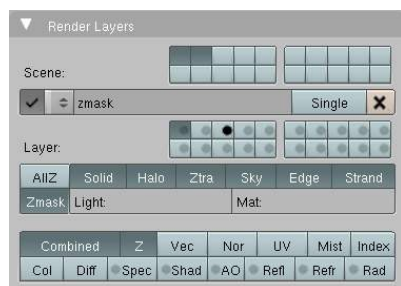 Render Layers
Scene:
zmask Single X
Layer:
AllZ Solid Halo Ztra Sky Edge Strand
Zmask Light: Mat:
Combined Z Vec Nor UV Mist Index
Col Diff Spec Shad AO Refl Refr Rad